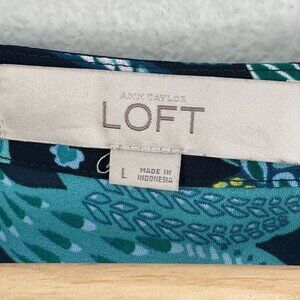 ANN TAYLOR
LOFT
L
MADE IN
INDONESIA